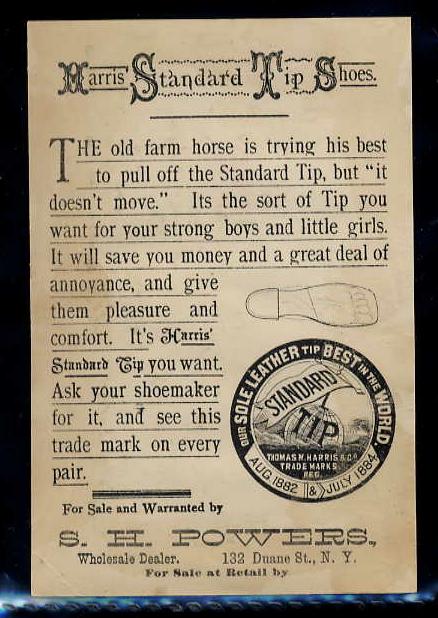 Harris' Standard Tip Shoes.
THE old farm horse is trying his best
to pull off the Standard Tip, but "it
doesn't move." Its the sort of Tip you
want for your strong boys and little girls.
It will save you money and a great deal of
annoyance, and give
them pleasure and
comfort. It's Harris'
Standard Tip you want.
Ask your shoemaker
for it, and see this
trade mark on every
pair.
OUR SOLE LEATHER TIP BEST IN THE WORLD.
STANDARD
TIP
THOMAS N. HARRIS & CO
TRADE MARKS
REG.
AUG 1882 & JULY 1884
For Sale and Warranted by
S. H. POWERS,
Wholesale Dealer. 132 Duane St., N. Y.
For Sale at Retail by